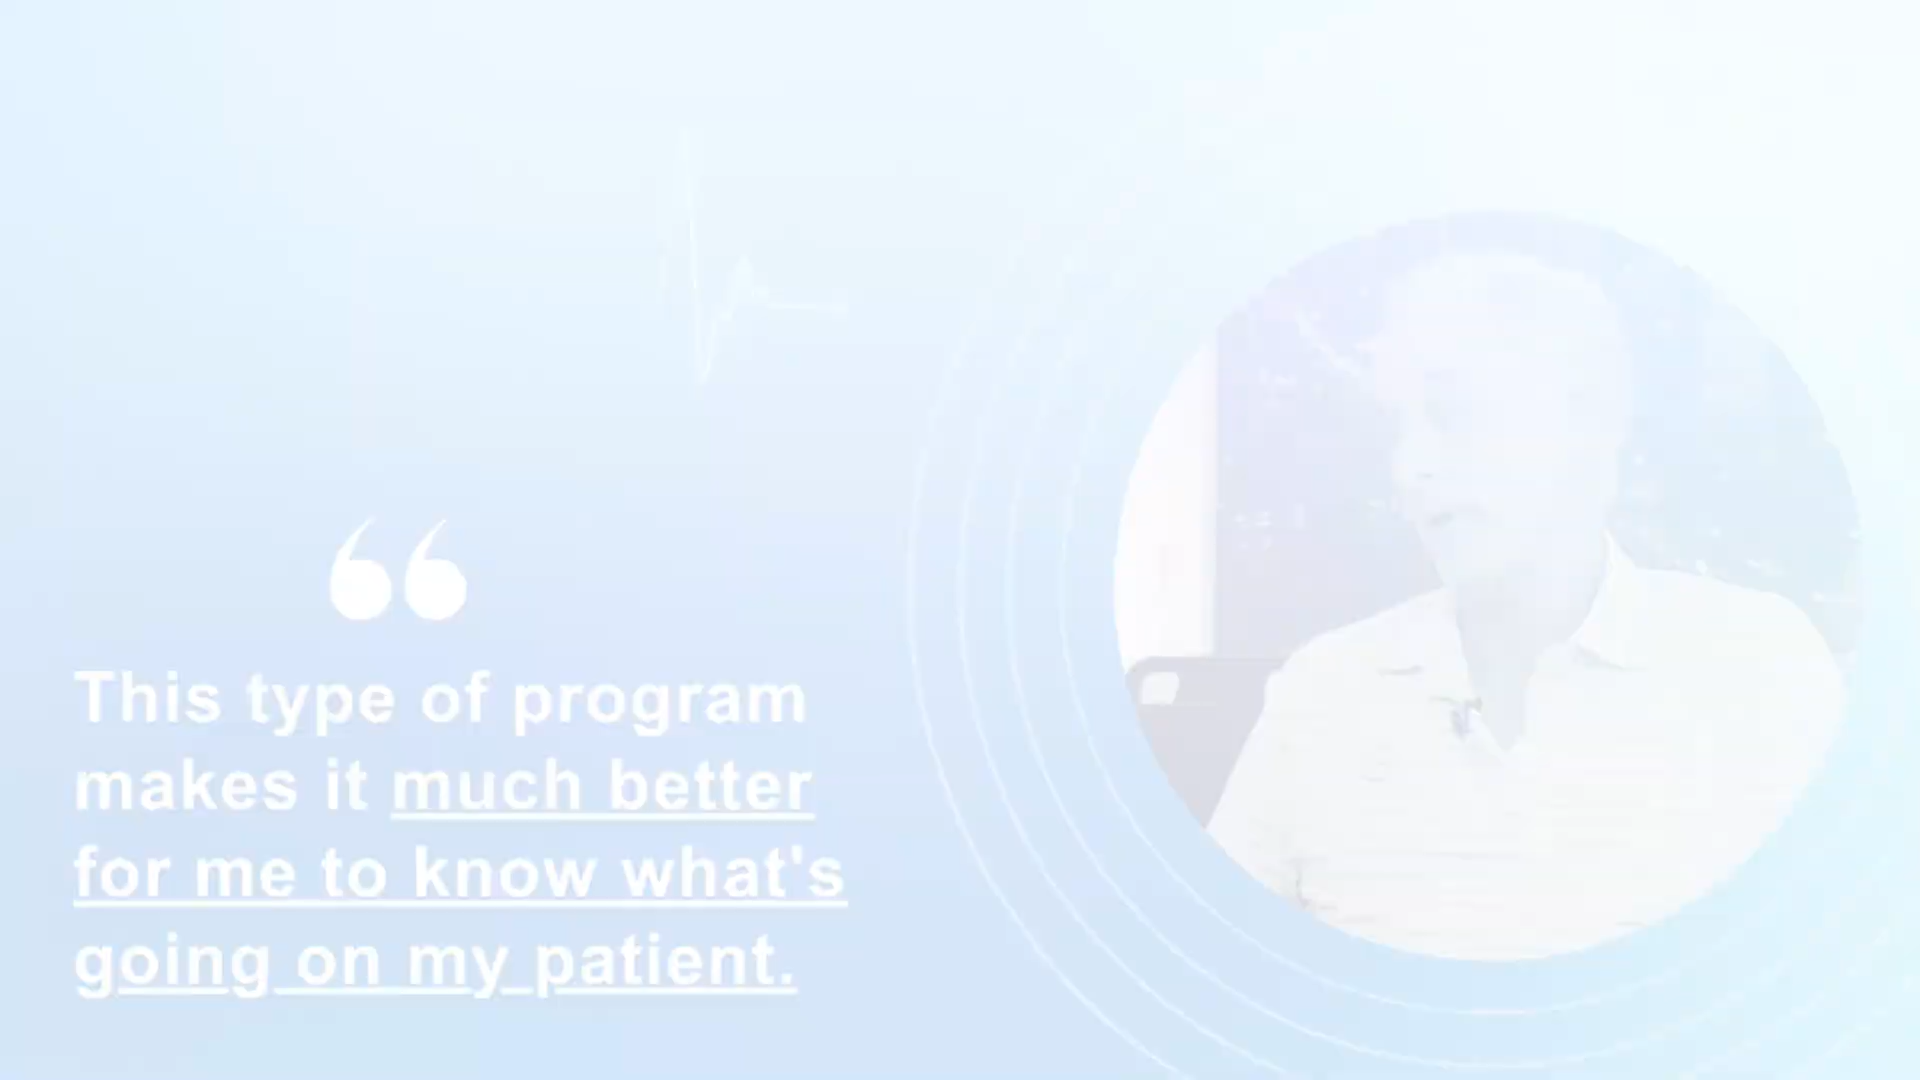 “
This type of program
makes it much better
for me to know what's
going on my patient.